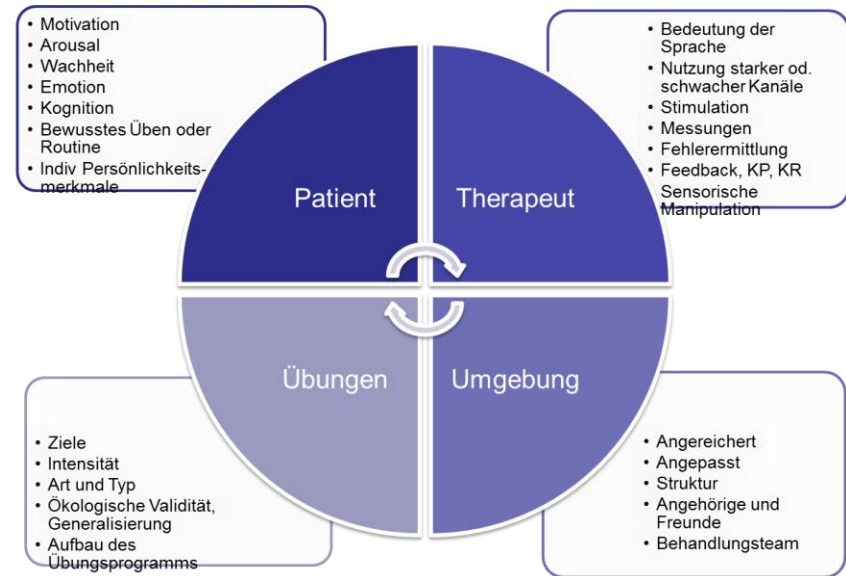 • Motivation
• Arousal
• Wachheit
• Emotion
• Kognition
• Bewusstes Üben oder
Routine
• Indiv Persönlichkeits-
merkmale
• Bedeutung der
Sprache
• Nutzung starker od.
schwacher Kanäle
• Stimulation
• Messungen
• Fehlerermittlung
• Feedback, KP, KR
Sensorische
Manipulation
Patient
Therapeut
Übungen
Umgebung
• Ziele
• Intensität
• Art und Typ
• Ökologische Validität,
Generalisierung
• Aufbau des
Übungsprogramms
• Angereichert
• Angepasst
• Struktur
• Angehörige und
Freunde
• Behandlungsteam